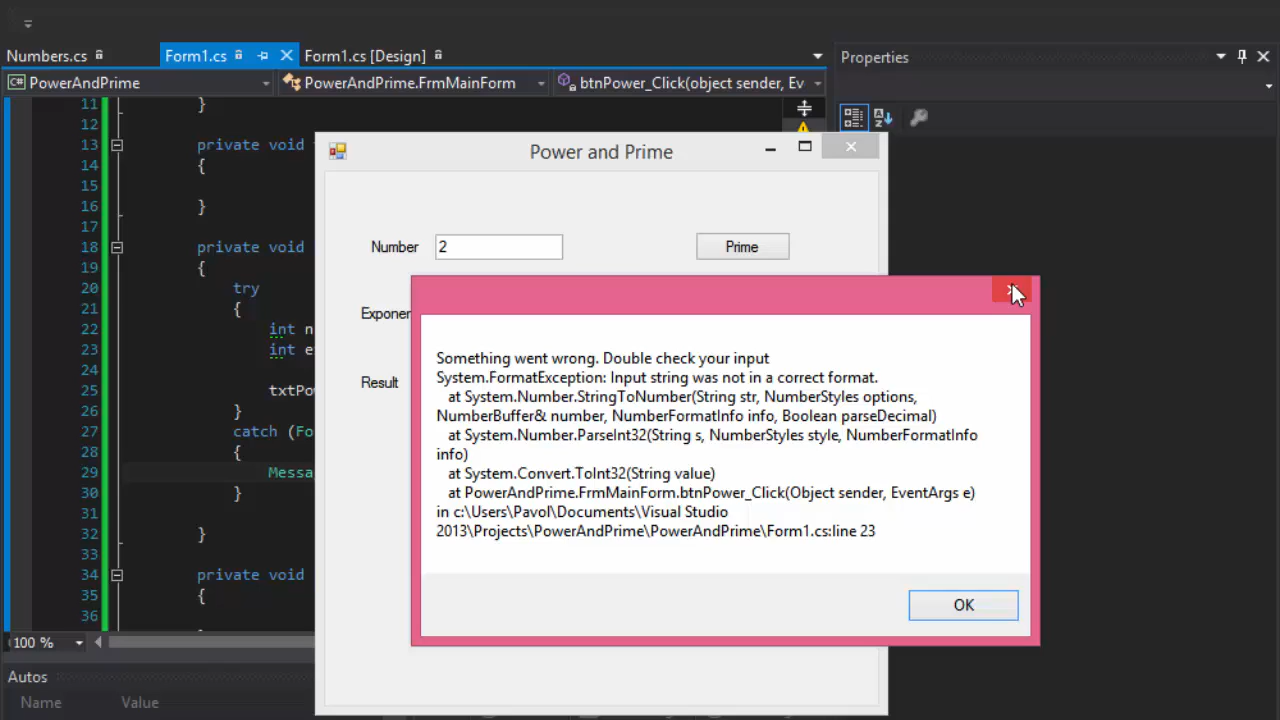 Numbers.cs
Form1.cs
Form1.cs [Design]
Properties
C# PowerAndPrime
PowerAndPrime.FrmMainForm
btnPower_Click(object sender, Ev
11 }
12
13 private void
14 {
15
16 }
17
18 private void
19 {
20 try
21 {
22 int n
23 int e
24
25 txtPo
26 }
27 catch (Fo
28 {
29 Messa
30 }
31
32 }
33
34 private void
35 {
36
100 %
Autos
Name Value
Power and Prime
Number 2 Prime
Exponen
Result
Something went wrong. Double check your input
System.FormatException: Input string was not in a correct format.
at System.Number.StringToNumber(String str, NumberStyles options,
NumberBuffer& number, NumberFormatInfo info, Boolean parseDecimal)
at System.Number.ParseInt32(String s, NumberStyles style, NumberFormatInfo
info)
at System.Convert.ToInt32(String value)
at PowerAndPrime.FrmMainForm.btnPower_Click(Object sender, EventArgs e)
in c:\Users\Pavol\Documents\Visual Studio
2013\Projects\PowerAndPrime\PowerAndPrime\Form1.cs:line 23
OK